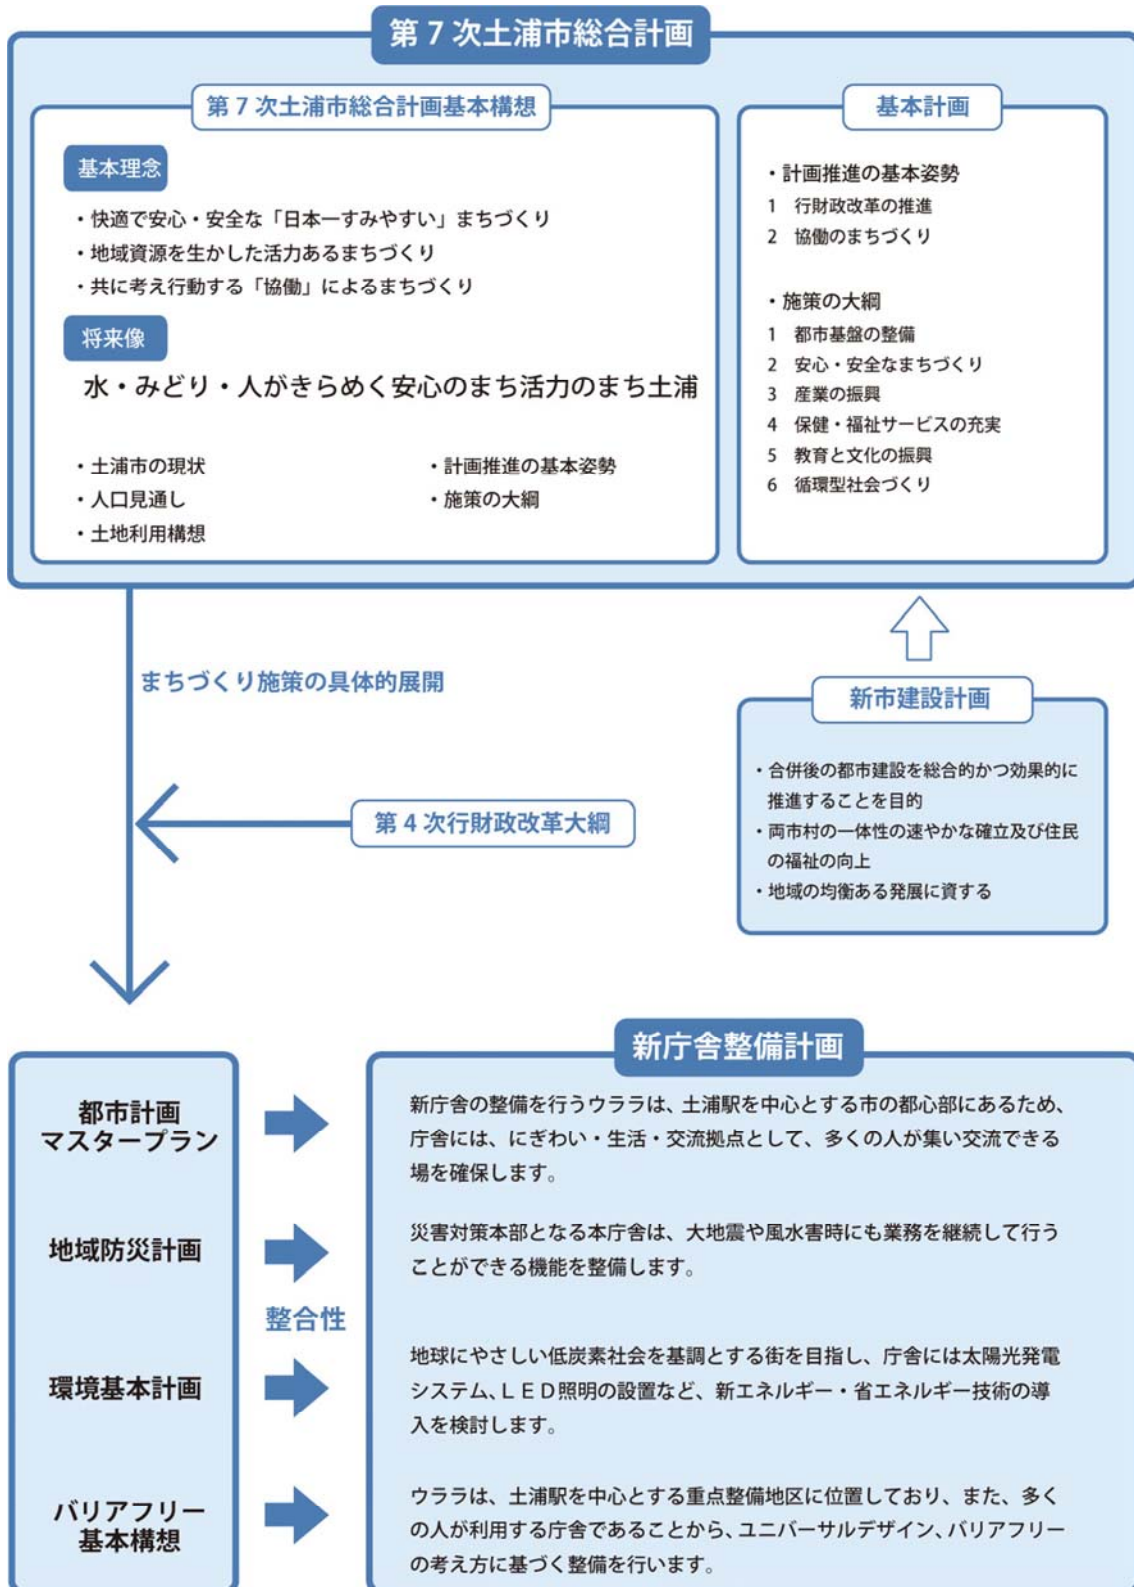 第7次土浦市総合計画
第7次土浦市総合計画基本構想
基本理念
・快適で安心・安全な「日本一すみやすい」まちづくり
・地域資源を生かした活力あるまちづくり
・共に考え行動する「協働」によるまちづくり
将来像
水・みどり・人がきらめく安心のまち活力のまち土浦
・土浦市の現状
・人口見通し
・土地利用構想
・計画推進の基本姿勢
・施策の大綱
基本計画
・計画推進の基本姿勢
1 行財政改革の推進
2 協働のまちづくり
・施策の大綱
1 都市基盤の整備
2 安心・安全なまちづくり
3 産業の振興
4 保健・福祉サービスの充実
5 教育と文化の振興
6 循環型社会づくり
まちづくり施策の具体的展開
新市建設計画
・合併後の都市建設を総合的かつ効果的に
推進することを目的
・両市村の一体性の速やかな確立及び住民
の福祉の向上
・地域の均衡ある発展に資する
第4次行財政改革大綱
新庁舎整備計画
都市計画
マスタープラン
新庁舎の整備を行うウララは、土浦駅を中心とする市の都心部にあるため、
庁舎には、にぎわい・生活・交流拠点として、多くの人が集い交流できる
場を確保します。
地域防災計画
災害対策本部となる本庁舎は、大地震や風水害時にも業務を継続して行う
ことができる機能を整備します。
整合性
環境基本計画
地球にやさしい低炭素社会を基調とする街を目指し、庁舎には太陽光発電
システム、LED照明の設置など、新エネルギー・省エネルギー技術の導
入を検討します。
バリアフリー
基本構想
ウララは、土浦駅を中心とする重点整備地区に位置しており、また、多く
の人が利用する庁舎であることから、ユニバーサルデザイン、バリアフリー
の考え方に基づく整備を行います。